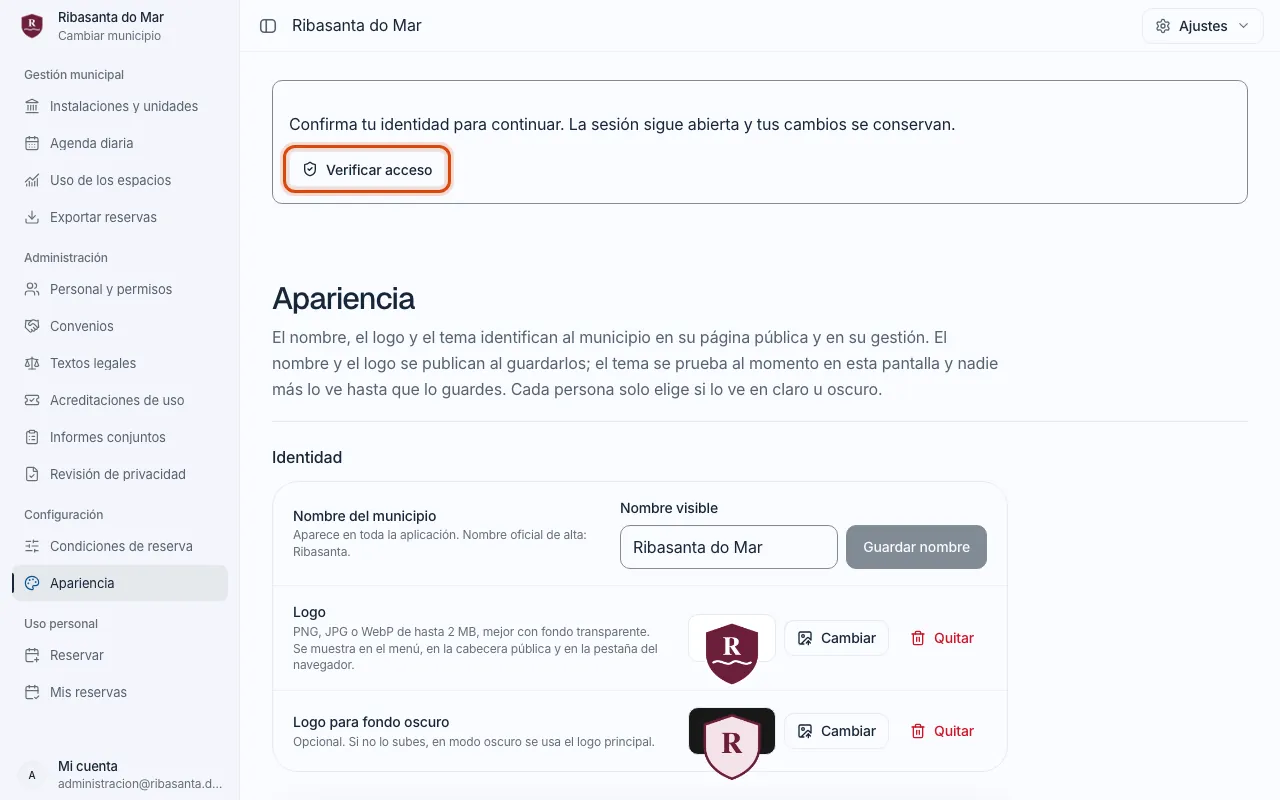 Ribasanta do Mar
Cambiar municipio
Gestión municipal
Instalaciones y unidades
Agenda diaria
Uso de los espacios
Exportar reservas
Administración
Personal y permisos
Convenios
Textos legales
Acreditaciones de uso
Informes conjuntos
Revisión de privacidad
Configuración
Condiciones de reserva
Apariencia
Uso personal
Reservar
Mis reservas
A
Mi cuenta
administracion@ribasanta.d...
Ribasanta do Mar
Ajustes
Confirma tu identidad para continuar. La sesión sigue abierta y tus cambios se conservan.
Verificar acceso
Apariencia
El nombre, el logo y el tema identifican al municipio en su página pública y en su gestión. El
nombre y el logo se publican al guardarlos; el tema se prueba al momento en esta pantalla y nadie
más lo ve hasta que lo guardes. Cada persona solo elige si lo ve en claro u oscuro.
Identidad
Nombre del municipio
Aparece en toda la aplicación. Nombre oficial de alta:
Ribasanta.
Nombre visible
Ribasanta do Mar
Guardar nombre
Logo
PNG, JPG o WebP de hasta 2 MB, mejor con fondo transparente.
Se muestra en el menú, en la cabecera pública y en la pestaña del
navegador.
R
Cambiar
Quitar
Logo para fondo oscuro
Opcional. Si no lo subes, en modo oscuro se usa el logo principal.
R
Cambiar
Quitar